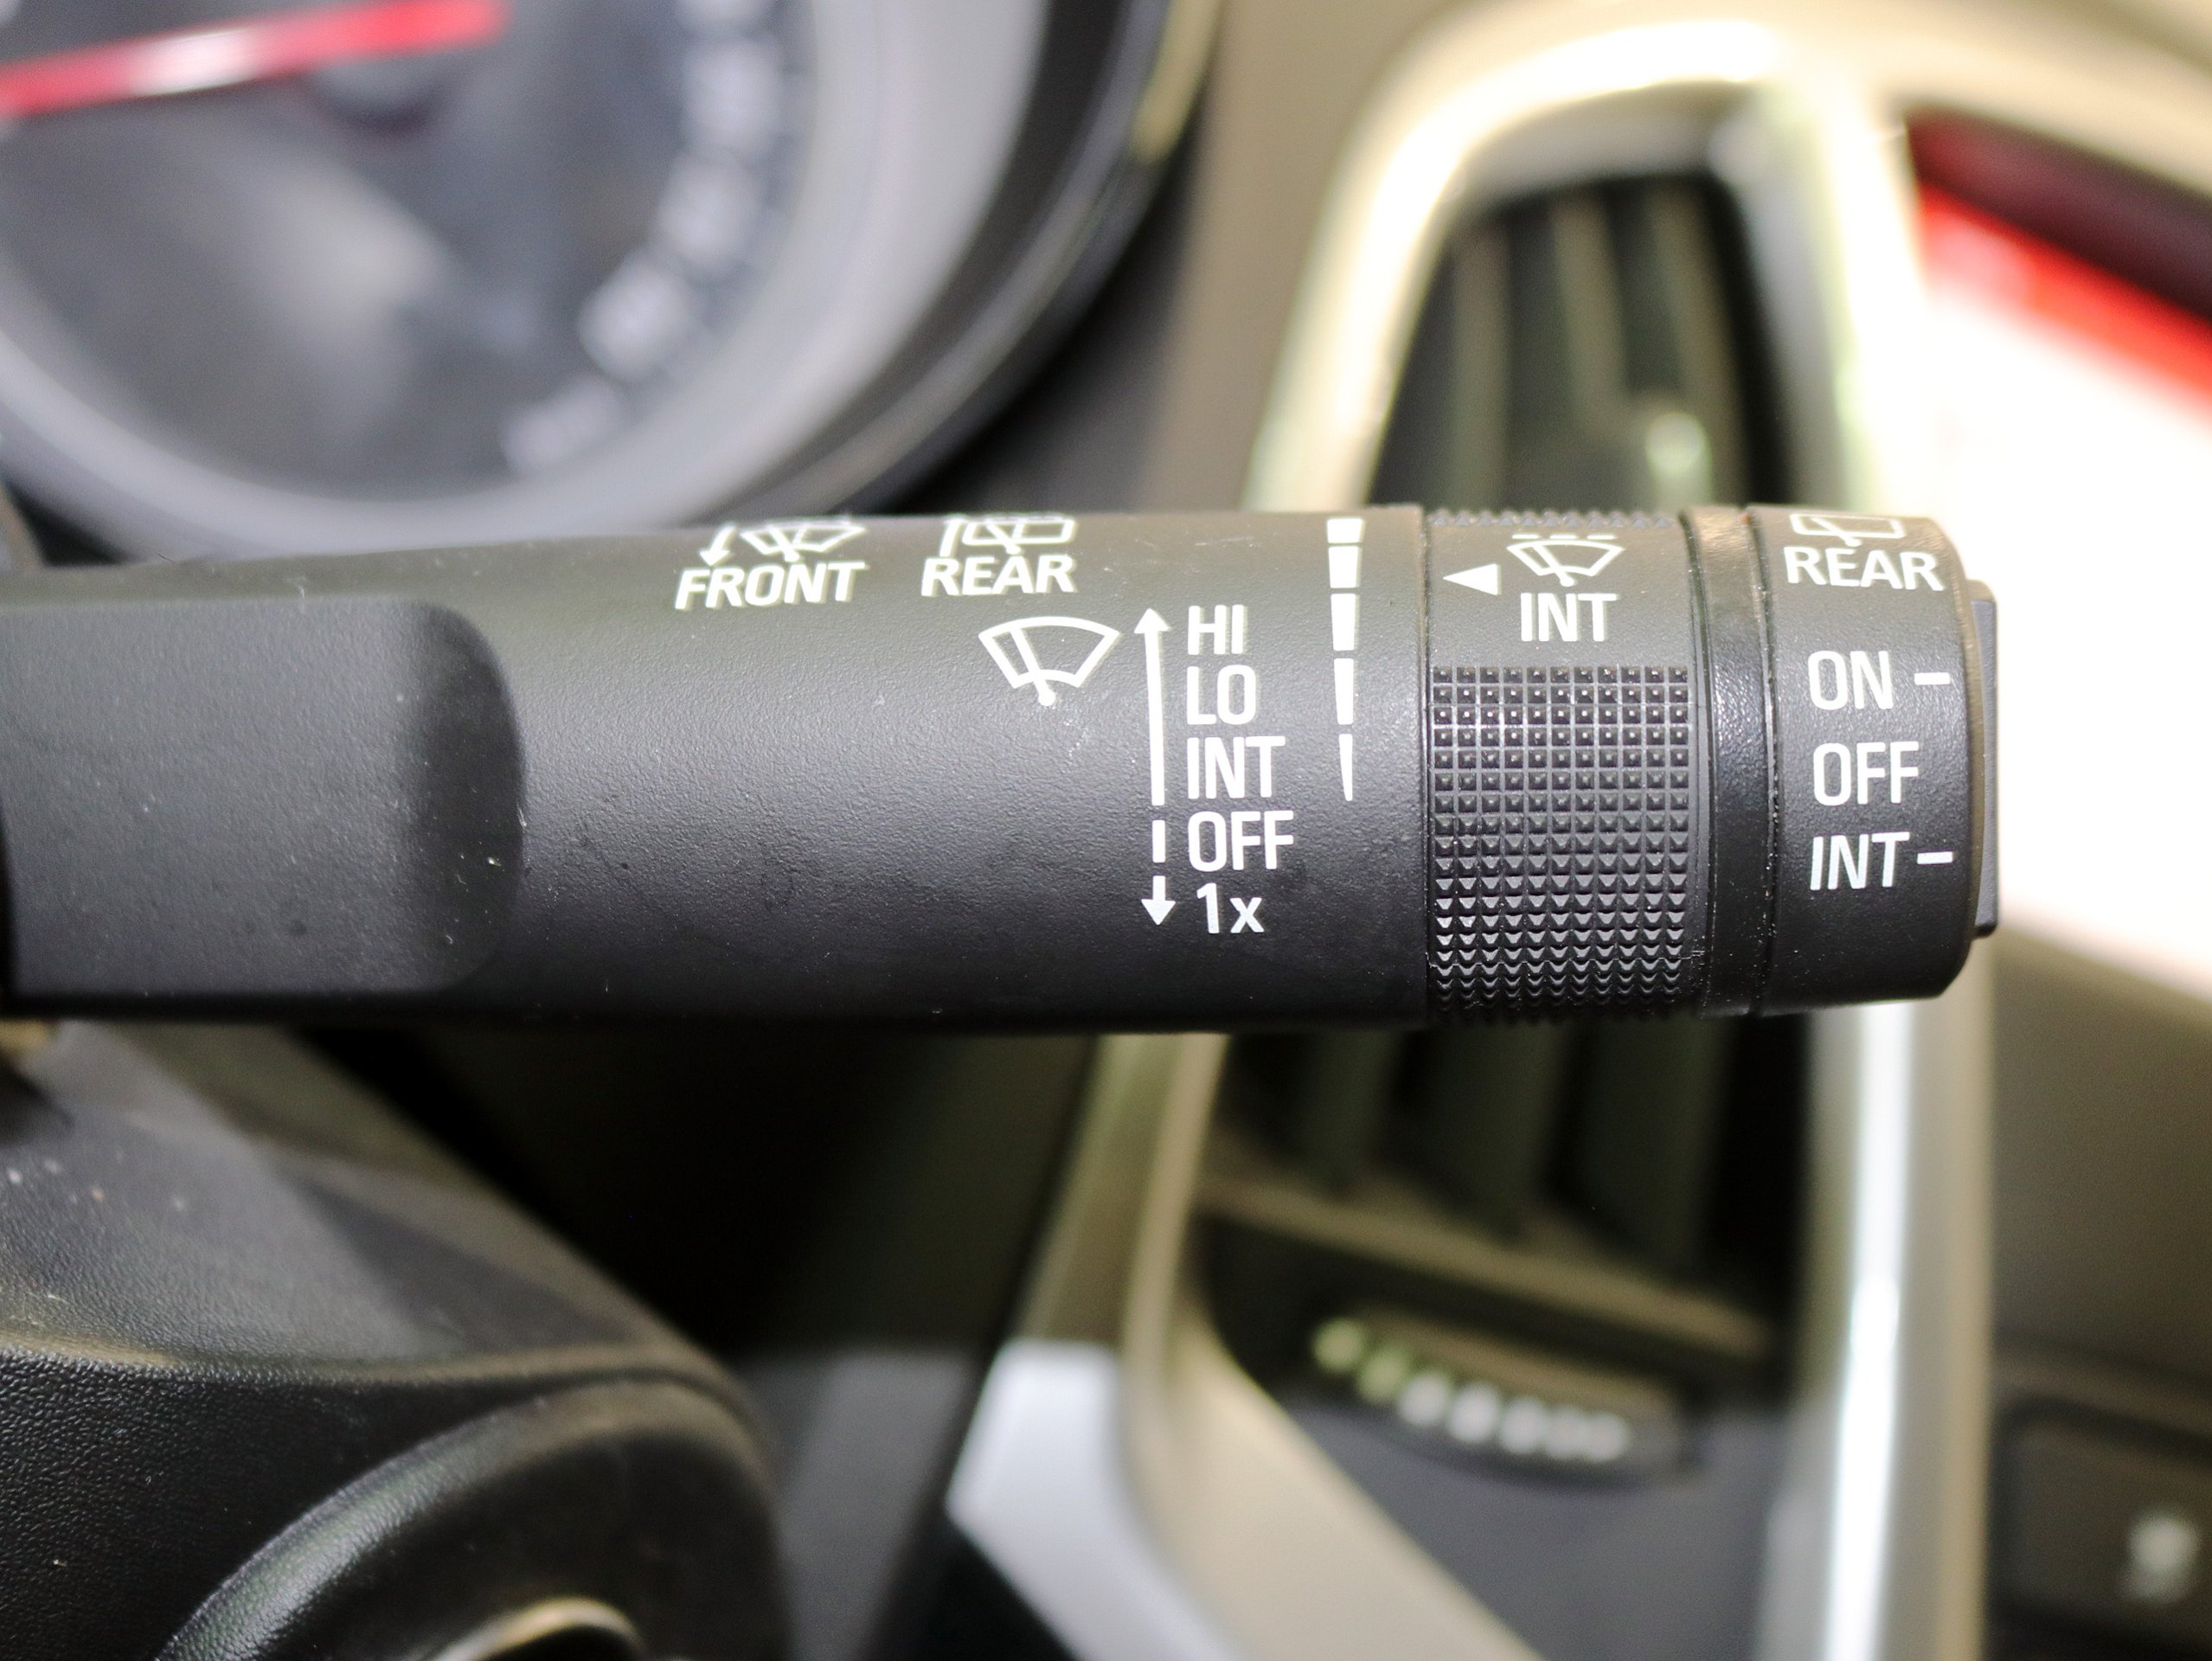 FRONT
REAR
HI
LO
INT
OFF
1x
INT
REAR
ON
OFF
INT